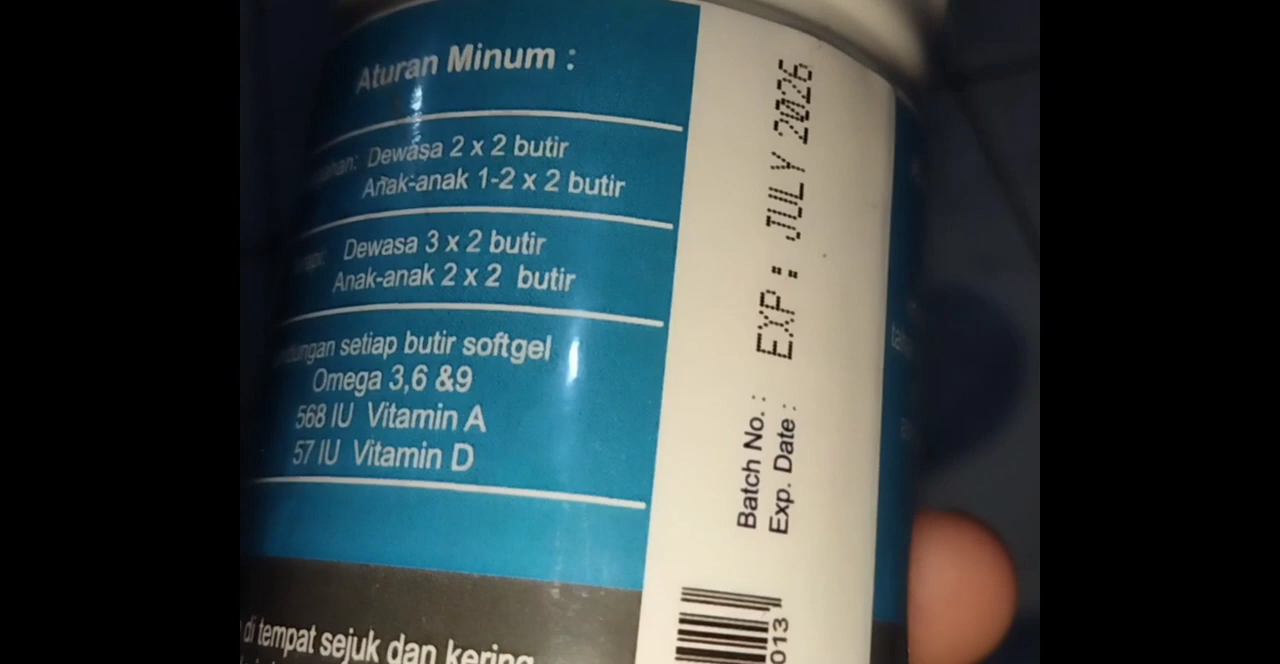 Aturan Minum :
Dewasa 2 x 2 butir
Anak-anak 1-2 x 2 butir
Dewasa 3 x 2 butir
Anak-anak 2 x 2 butir
setiap butir softgel
Omega 3,6 &9
568 IU Vitamin A
57 IU Vitamin D
di tempat sejuk dan kering
Batch No. :
Exp. Date :
EXP : JULY 2026
013